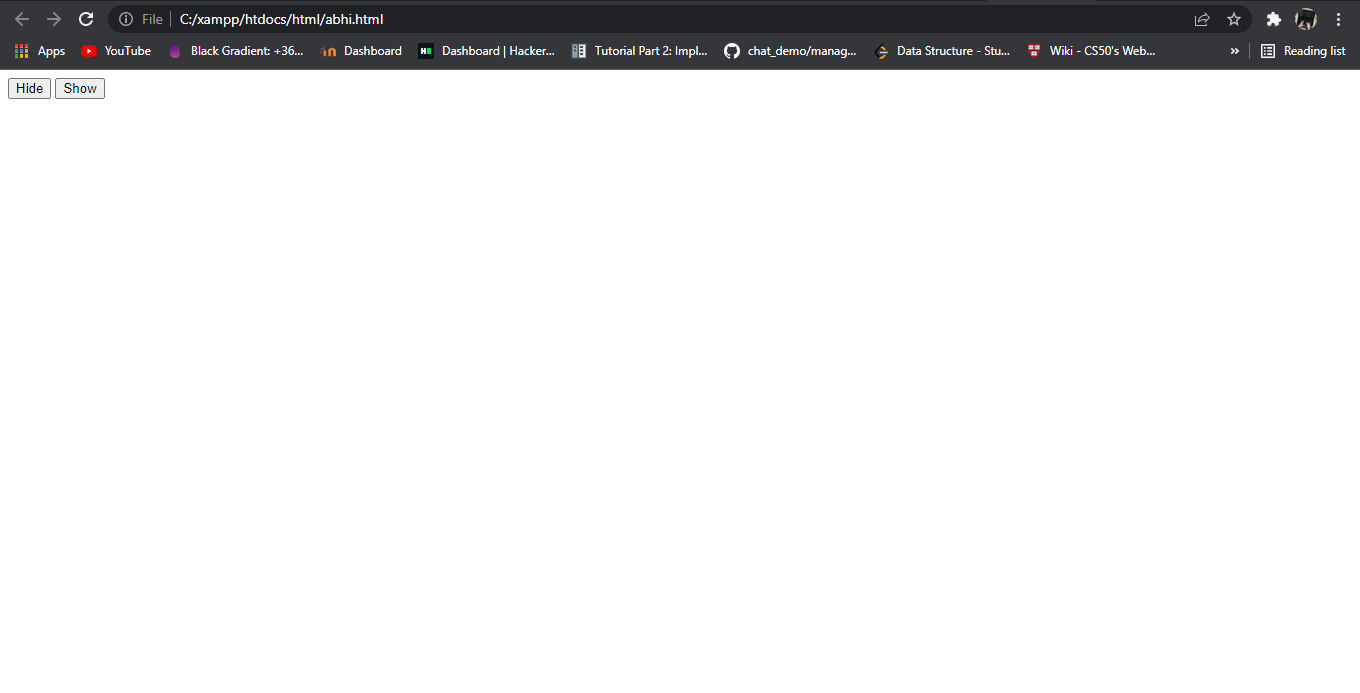 File C:/xampp/htdocs/html/abhi.html
Apps YouTube Black Gradient: +36... Dashboard Dashboard | Hacker... Tutorial Part 2: Impl... chat_demo/manag... Data Structure - Stu... Wiki - CS50's Web... » Reading list
Hide Show